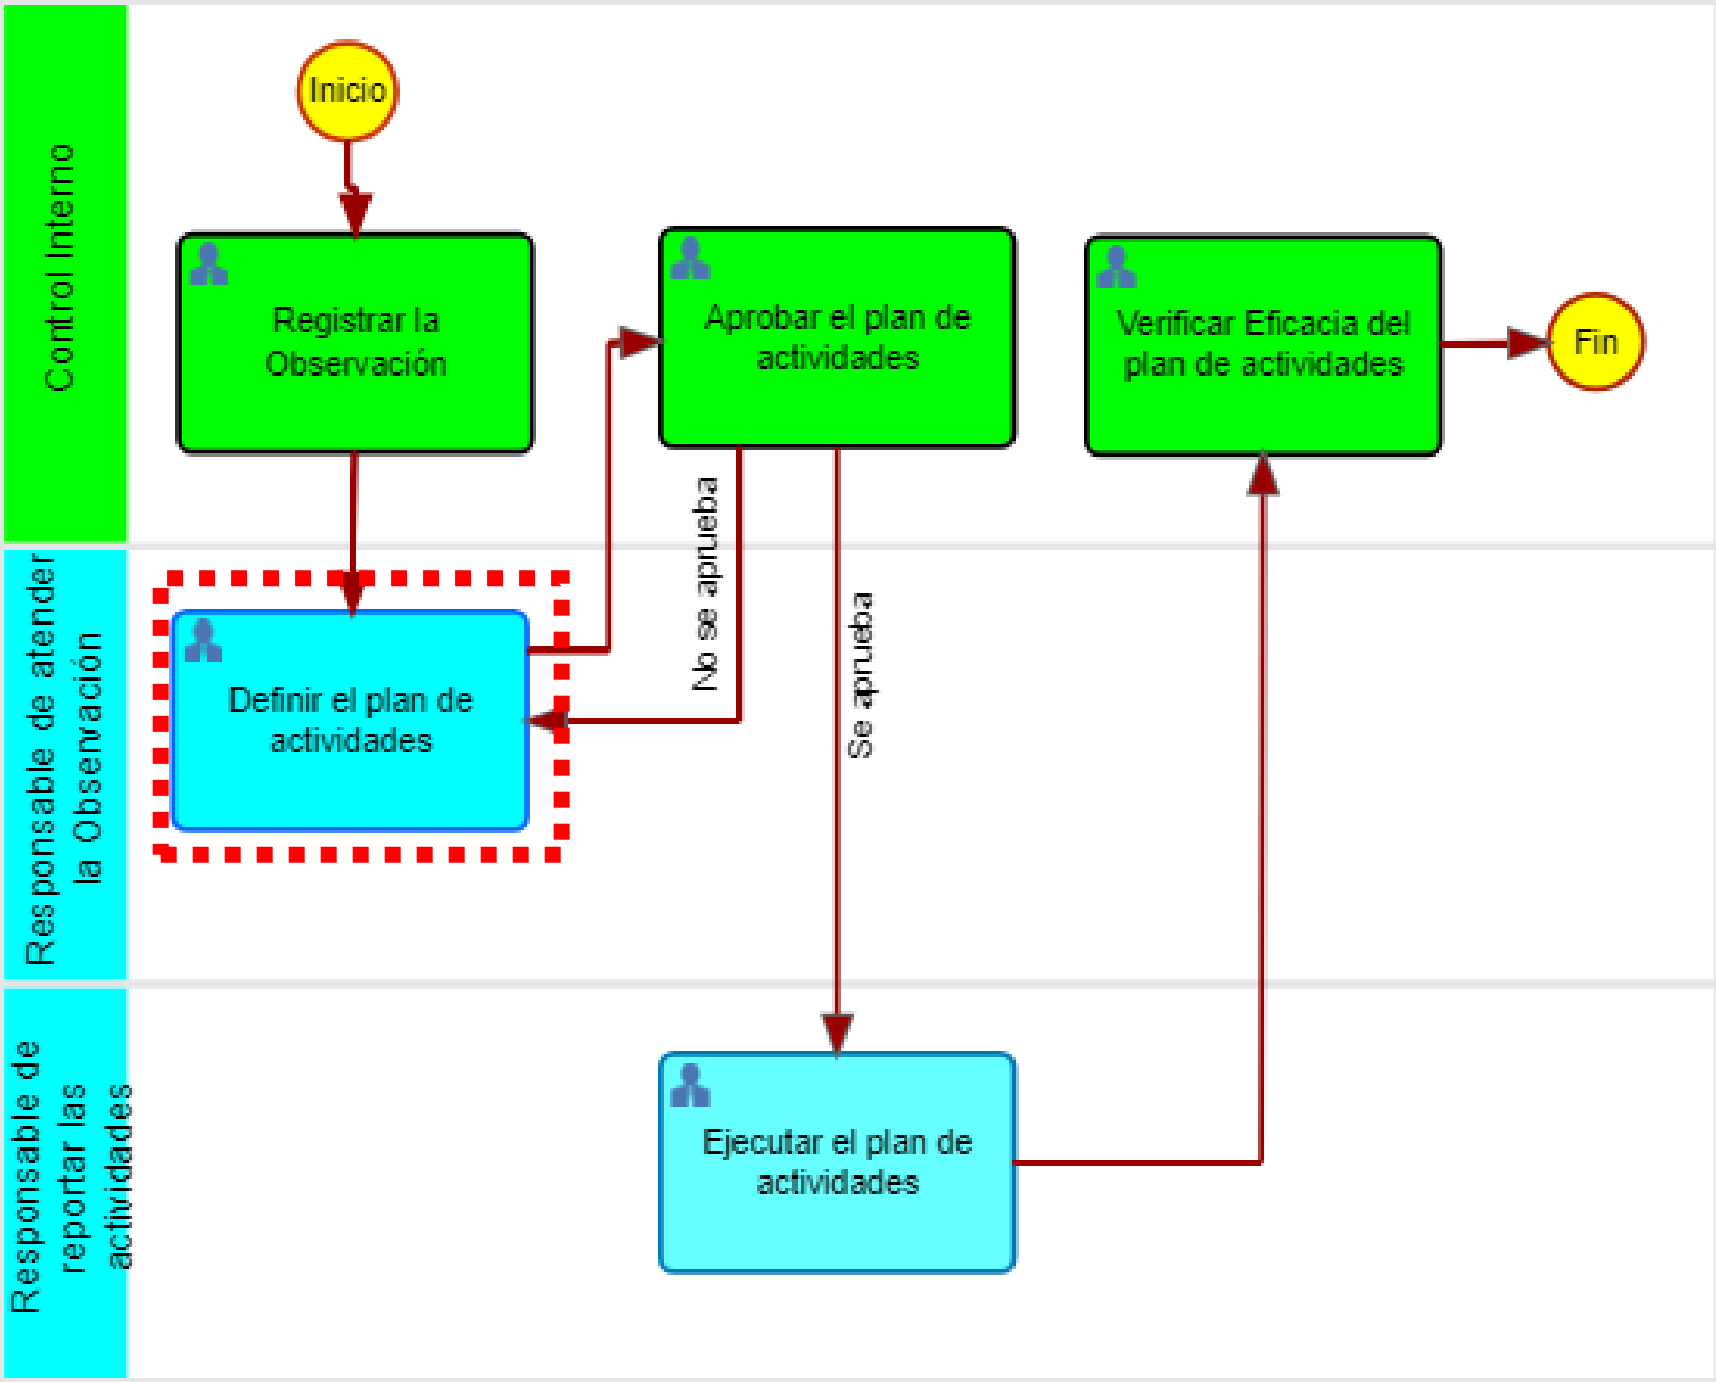 Control Interno
Inicio
Registrar la
Observación
Aprobar el plan de
actividades
Verificar Eficacia del
plan de actividades
Fin
Responsable de atender
la Observación
Definir el plan de
actividades
No se aprueba
Se aprueba
Responsable de
reportar las
actividades
Ejecutar el plan de
actividades